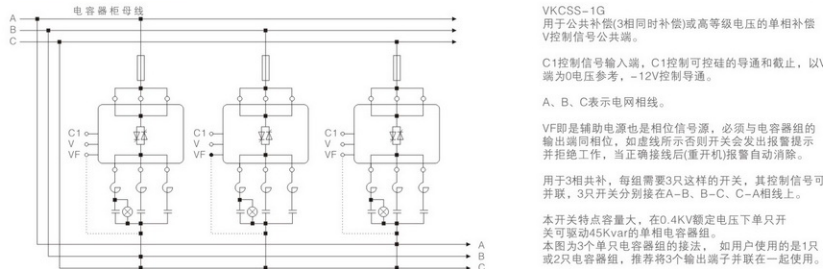 电容器柜母线
A
B
C
C1
V
VF
C1
V
VF
C1
V
VF
A
B
C
VKCSS-1G
用于公共补偿(3相同时补偿)或高等级电压的单相补偿
V控制信号公共端。
C1控制信号输入端，C1控制可控硅的导通和截止，以V
端为0电压参考，-12V控制导通。
A、B、C表示电网相线。
VF即是辅助电源也是相位信号源，必须与电容器组的
输出端同相位，如虚线所示否则开关会发出报警提示
并拒绝工作，当正确接线后(重开机)报警自动消除。
用于3相共补，每组需要3只这样的开关，其控制信号可
并联，3只开关分别接在A-B、B-C、C-A相线上。
本开关特点容量大，在0.4KV额定电压下单只开
关可驱动45Kvar的单相电容器组。
本图为3个单只电容器组的接法， 如用户使用的是1只
或2只电容器组，推荐将3个输出端子并联在一起使用。